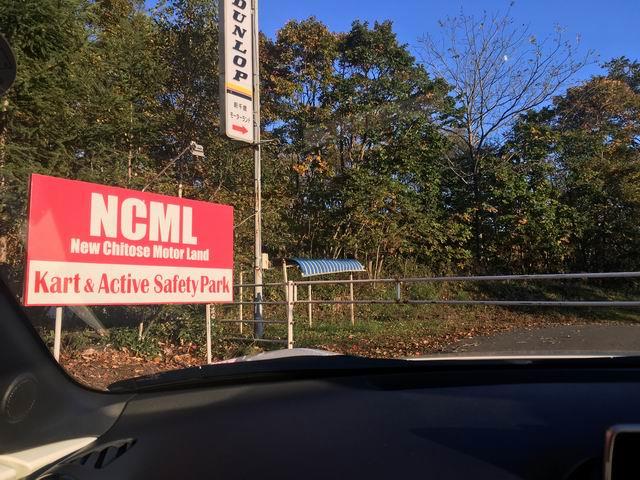 DUNLOP
新千歳
モーターランド
NCML
New Chitose Motor Land
Kart & Active Safety Park